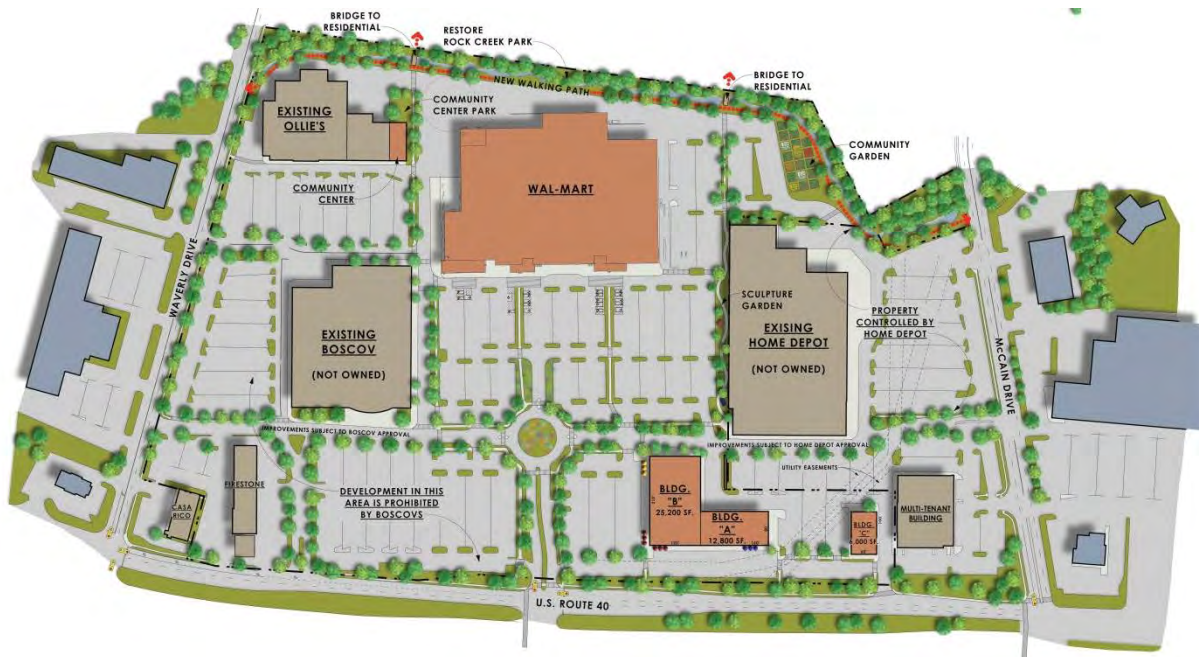 BRIDGE TO
RESIDENTIAL
RESTORE
ROCK CREEK PARK
NEW WALKING PATH
BRIDGE TO
RESIDENTIAL
EXISTING
OLLIE'S
COMMUNITY
CENTER PARK
COMMUNITY
GARDEN
COMMUNITY
CENTER
WAL-MART
WAVERLY DRIVE
EXISTING
BOSCOV
(NOT OWNED)
SCULPTURE
GARDEN
EXISING
HOME DEPOT
(NOT OWNED)
PROPERTY
CONTROLLED BY
HOME DEPOT
McCAIN DRIVE
IMPROVEMENTS SUBJECT TO BOSCOV APPROVAL
IMPROVEMENTS SUBJECT TO HOME DEPOT APPROVAL
UTILITY EASEMENTS
CASA
RICO
FIRESTONE
DEVELOPMENT IN THIS
AREA IS PROHIBITED
BY BOSCOVS
BLDG.
"B"
25,200 SF.
BLDG.
"A"
12,800 SF.
BLDG.
"C"
MULTI-TENANT
BUILDING
U.S. ROUTE 40